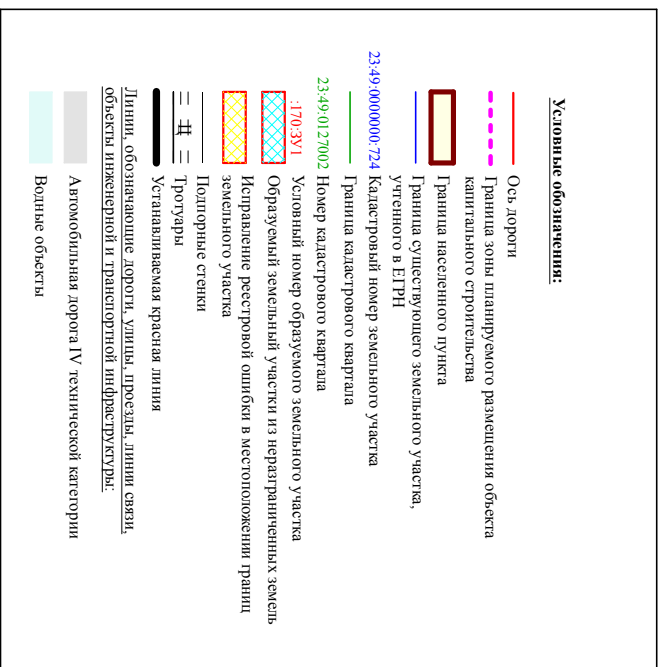 Условные обозначения:
Ось дороги
Граница зоны планируемого размещения объекта
капитального строительства
Граница населенного пункта
Граница существующего земельного участка,
учтенного в ЕГРН
23:49:0000000:724 Кадастровый номер земельного участка
Граница кадастрового квартала
23:49:0127002 Номер кадастрового квартала
:170:ЗУ1 Условный номер образуемого земельного участка
Образуемый земельный участки из неразграниченных земель
Исправление реестровой ошибки в местоположении границ
земельного участка
Подпорные стенки
Тротуары
Устанавливаемая красная линия
Линии, обозначающие дороги, улицы, проезды, линии связи,
объекты инженерной и транспортной инфраструктуры:
Автомобильная дорога IV технической категории
Водные объекты